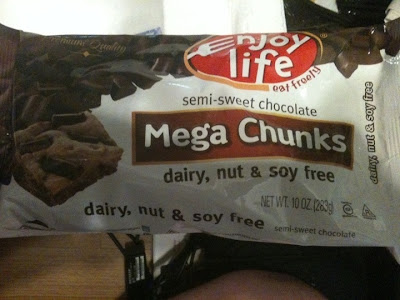 enjoy
life
eat freely
semi-sweet chocolate
Mega Chunks
dairy, nut & soy free
NET WT. 10 OZ. (283g)
dairy, nut & soy free
semi-sweet chocolate
dairy, nut & soy free